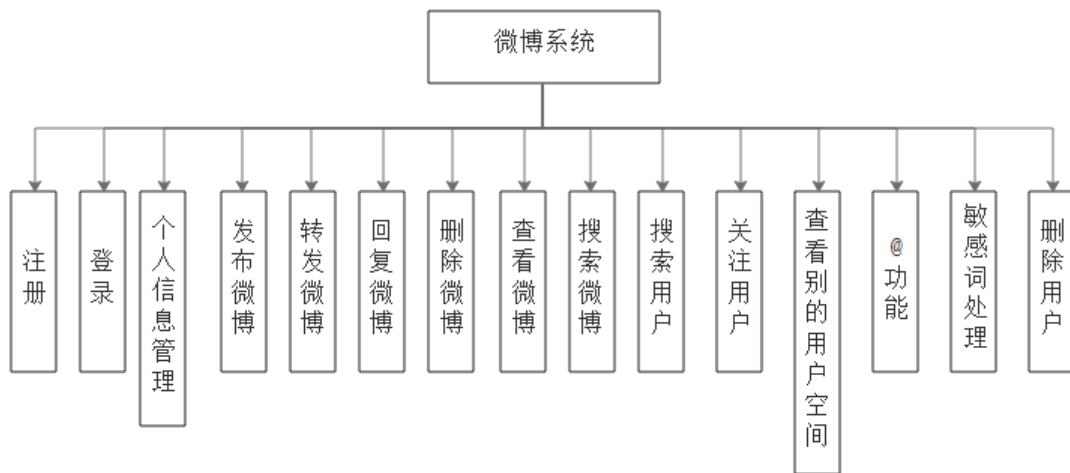 微博系统
注册
登录
个人信息管理
发布微博
转发微博
回复微博
删除微博
查看微博
搜索微博
搜索用户
关注用户
查看别的用户空间
@功能
敏感词处理
删除用户